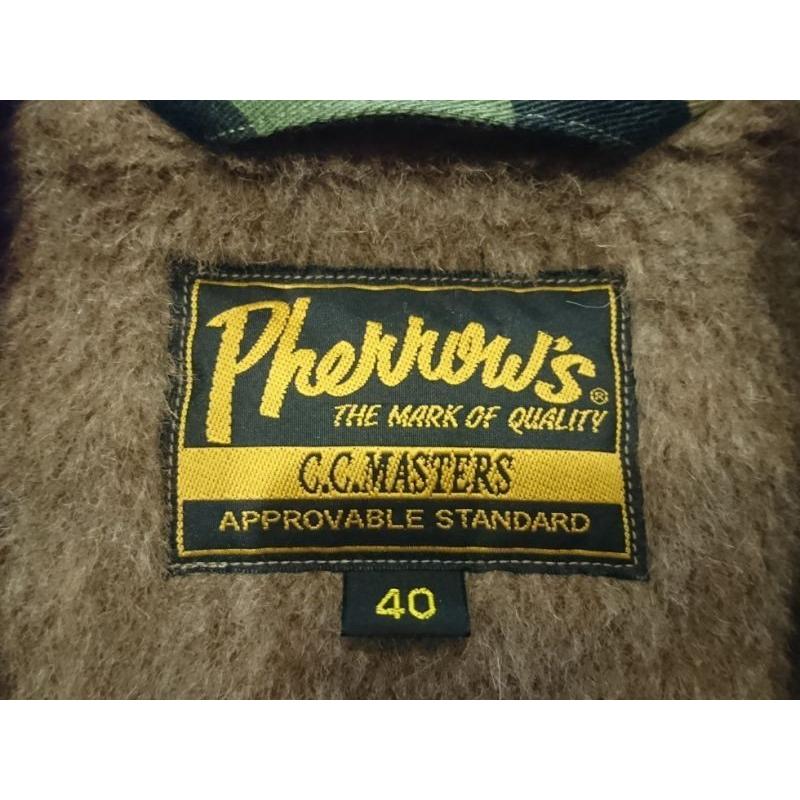 Pherrow's®
THE MARK OF QUALITY
C.C.MASTERS
APPROVABLE STANDARD
40